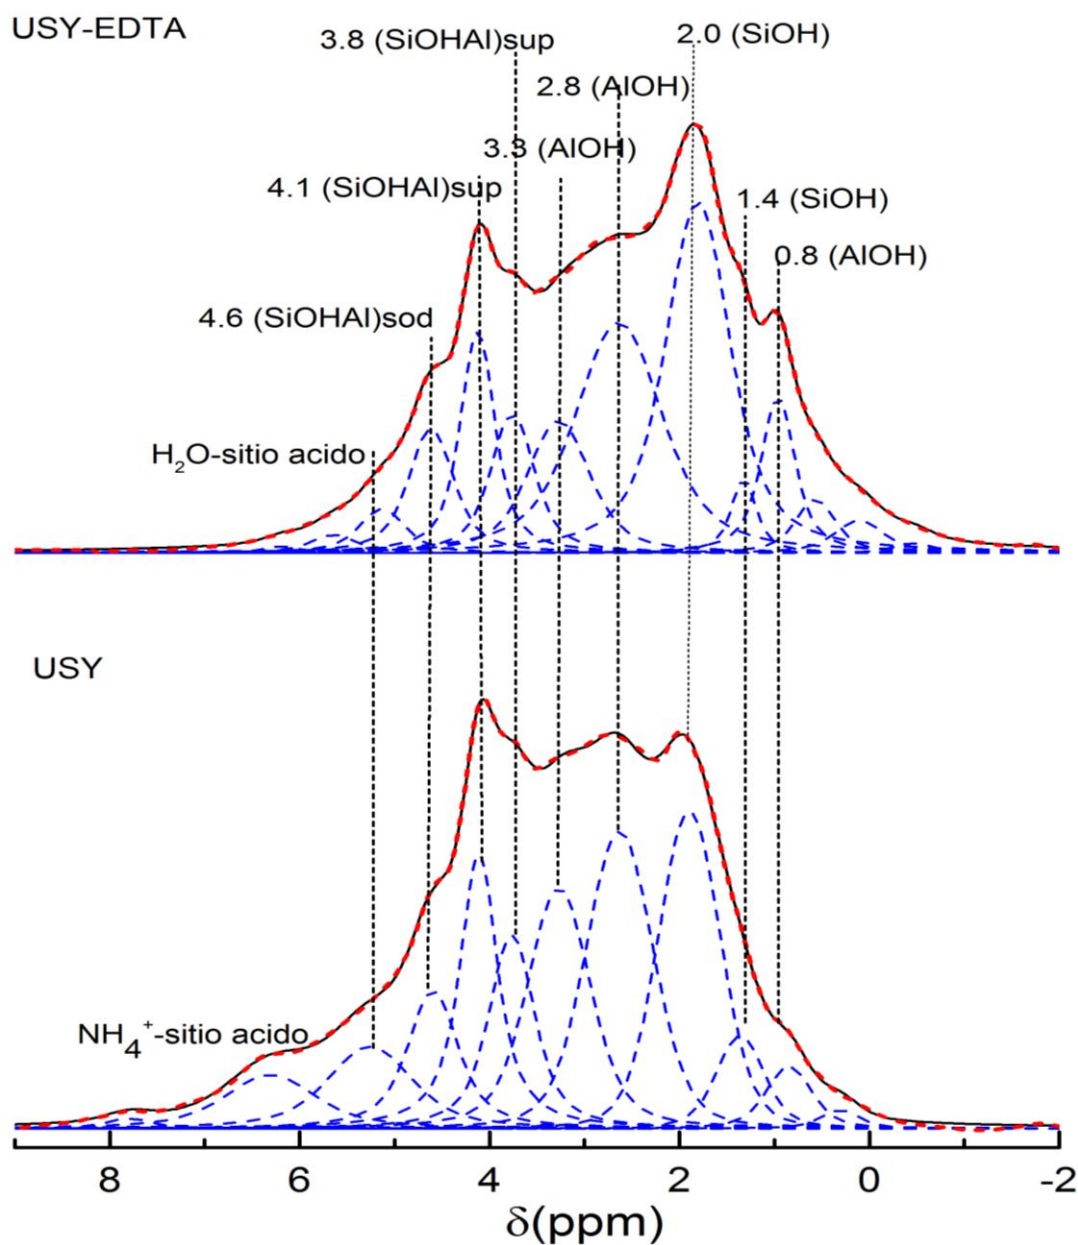 USY-EDTA
3.8 (SiOHAl)sup
2.0 (SiOH)
2.8 (AlOH)
3.3 (AlOH)
4.1 (SiOHAl)sup
1.4 (SiOH)
0.8 (AlOH)
4.6 (SiOHAl)sod
H₂O-sitio acido
USY
NH₄⁺-sitio acido
8 6 4 2 0 -2
δ(ppm)